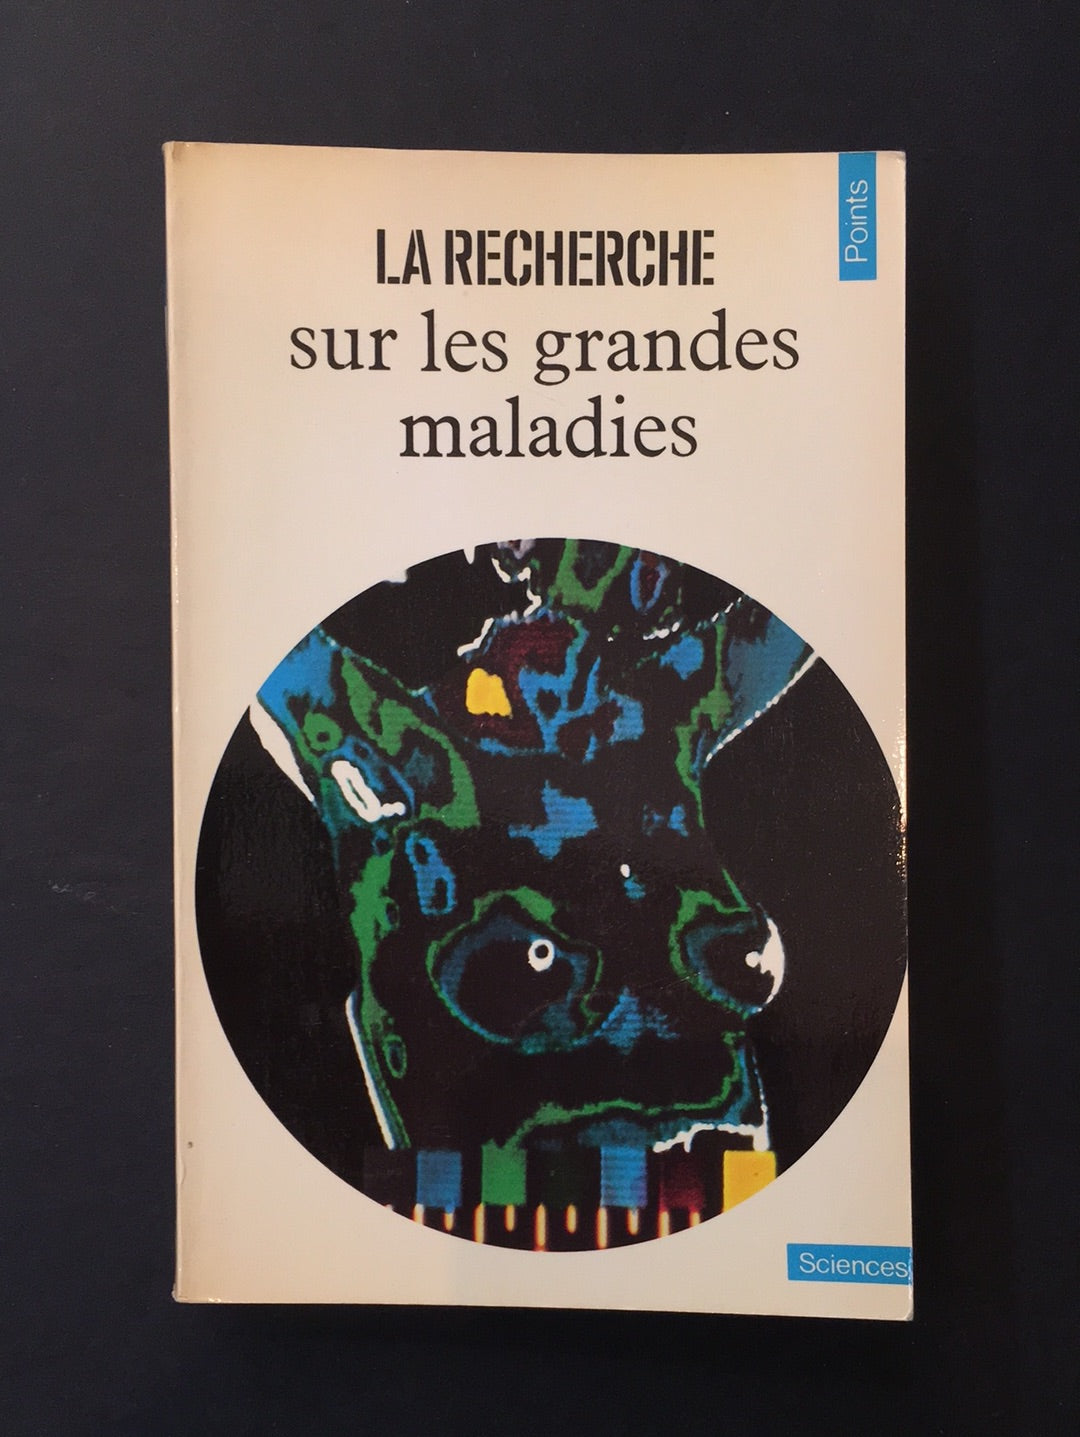 Points
LA RECHERCHE
sur les grandes
maladies
Sciences